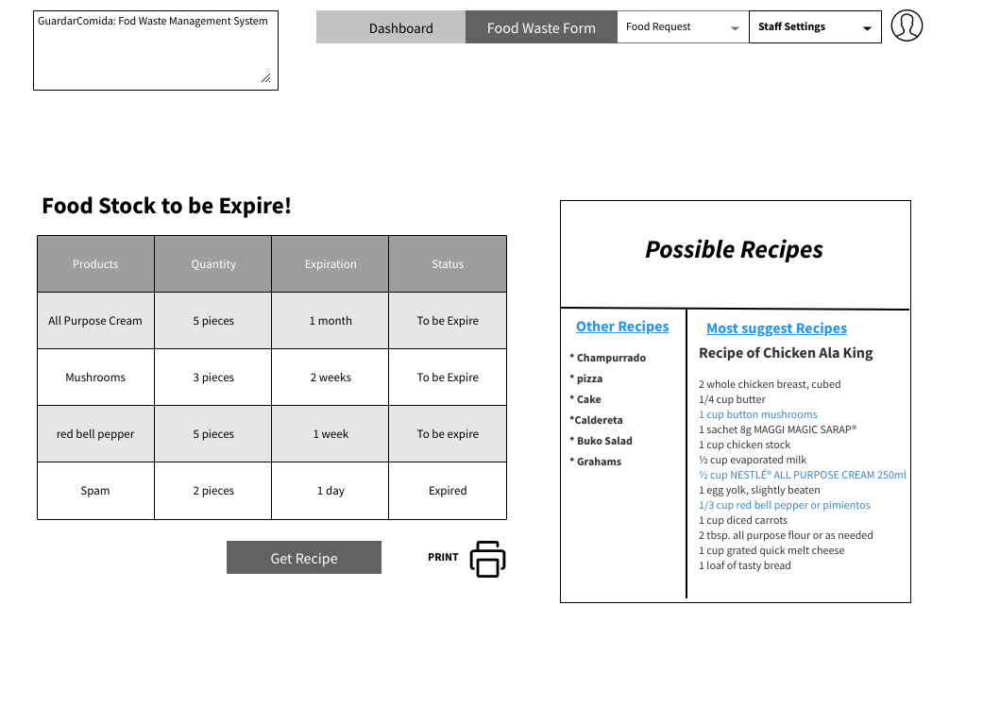 GuardarComida: Fod Waste Management System
Dashboard
Food Waste Form
Food Request
Staff Settings
Food Stock to be Expire!
Products Quantity Expiration Status
All Purpose Cream 5 pieces 1 month To be Expire
Mushrooms 3 pieces 2 weeks To be Expire
red bell pepper 5 pieces 1 week To be expire
Spam 2 pieces 1 day Expired
Get Recipe
PRINT
Possible Recipes
Other Recipes
* Champurrado
* pizza
* Cake
*Caldereta
* Buko Salad
* Grahams
Most suggest Recipes
Recipe of Chicken Ala King
2 whole chicken breast, cubed
1/4 cup butter
1 cup button mushrooms
1 sachet 8g MAGGI MAGIC SARAP®
1 cup chicken stock
½ cup evaporated milk
½ cup NESTLÉ® ALL PURPOSE CREAM 250ml
1 egg yolk, slightly beaten
1/3 cup red bell pepper or pimientos
1 cup diced carrots
2 tbsp. all purpose flour or as needed
1 cup grated quick melt cheese
1 loaf of tasty bread